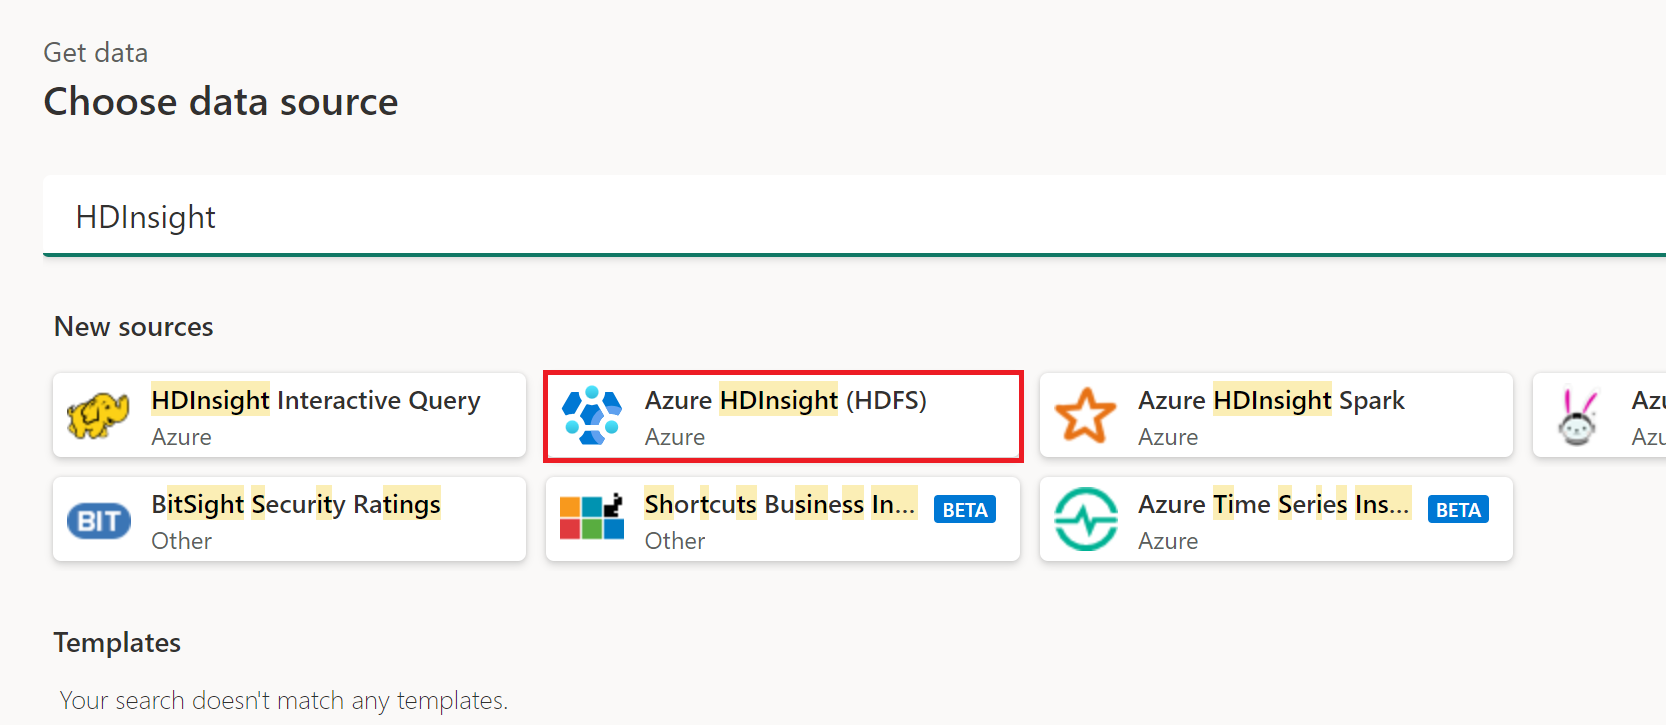 Get data
Choose data source
HDInsight
New sources
HDInsight Interactive Query
Azure
Azure HDInsight (HDFS)
Azure
Azure HDInsight Spark
Azure
BIT
BitSight Security Ratings
Other
Shortcuts Business In...
BETA
Other
Azure Time Series Ins...
BETA
Azure
Templates
Your search doesn't match any templates.